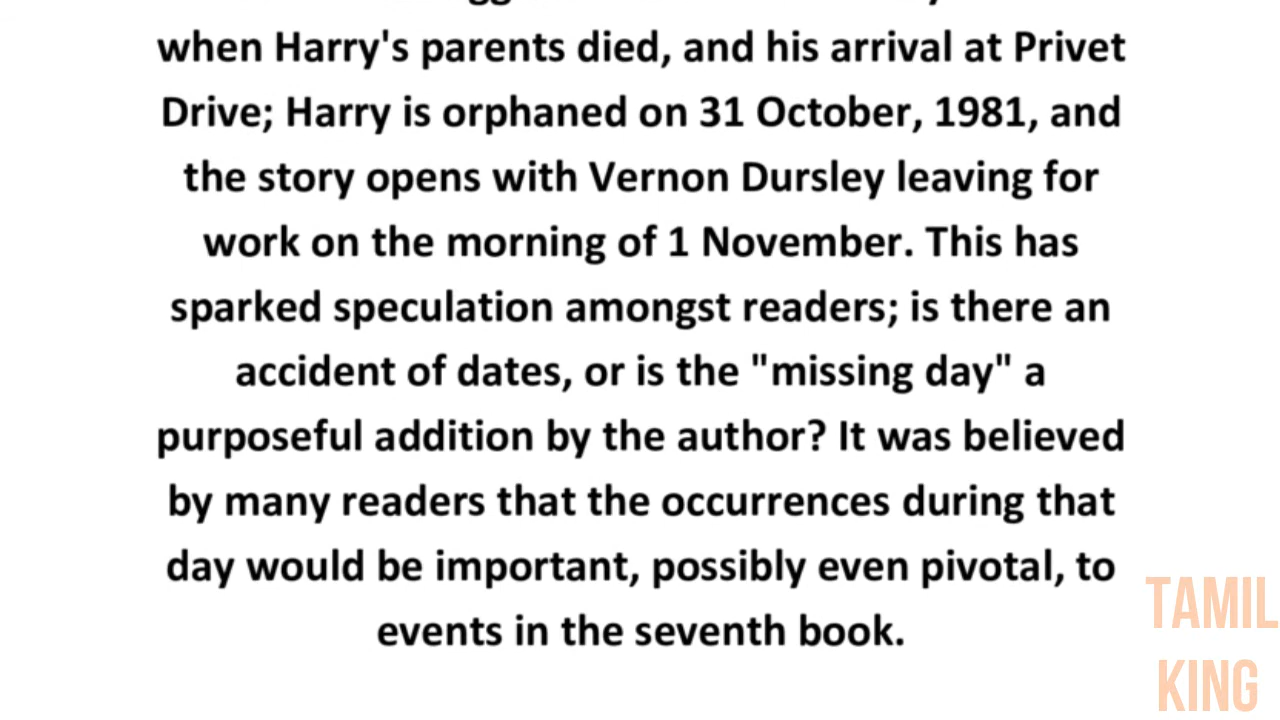 when Harry's parents died, and his arrival at Privet
Drive; Harry is orphaned on 31 October, 1981, and
the story opens with Vernon Dursley leaving for
work on the morning of 1 November. This has
sparked speculation amongst readers; is there an
accident of dates, or is the "missing day" a
purposeful addition by the author? It was believed
by many readers that the occurrences during that
day would be important, possibly even pivotal, to
events in the seventh book.
TAMIL
KING